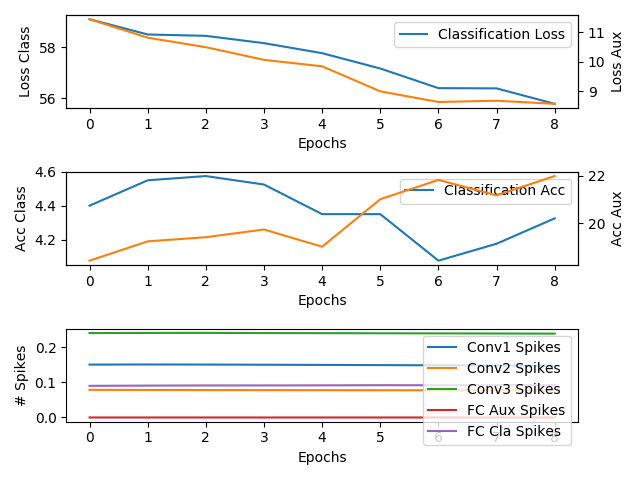 Classification Loss
58
56
11
10
9
Loss Class
Loss Aux
0 1 2 3 4 5 6 7 8
Epochs
Classification Acc
4.6
4.4
4.2
22
20
Acc Class
Acc Aux
0 1 2 3 4 5 6 7 8
Epochs
0.2
0.1
0.0
# Spikes
Conv1 Spikes
Conv2 Spikes
Conv3 Spikes
FC Aux Spikes
FC Cla Spikes
0 1 2 3 4 5 6 7 8
Epochs